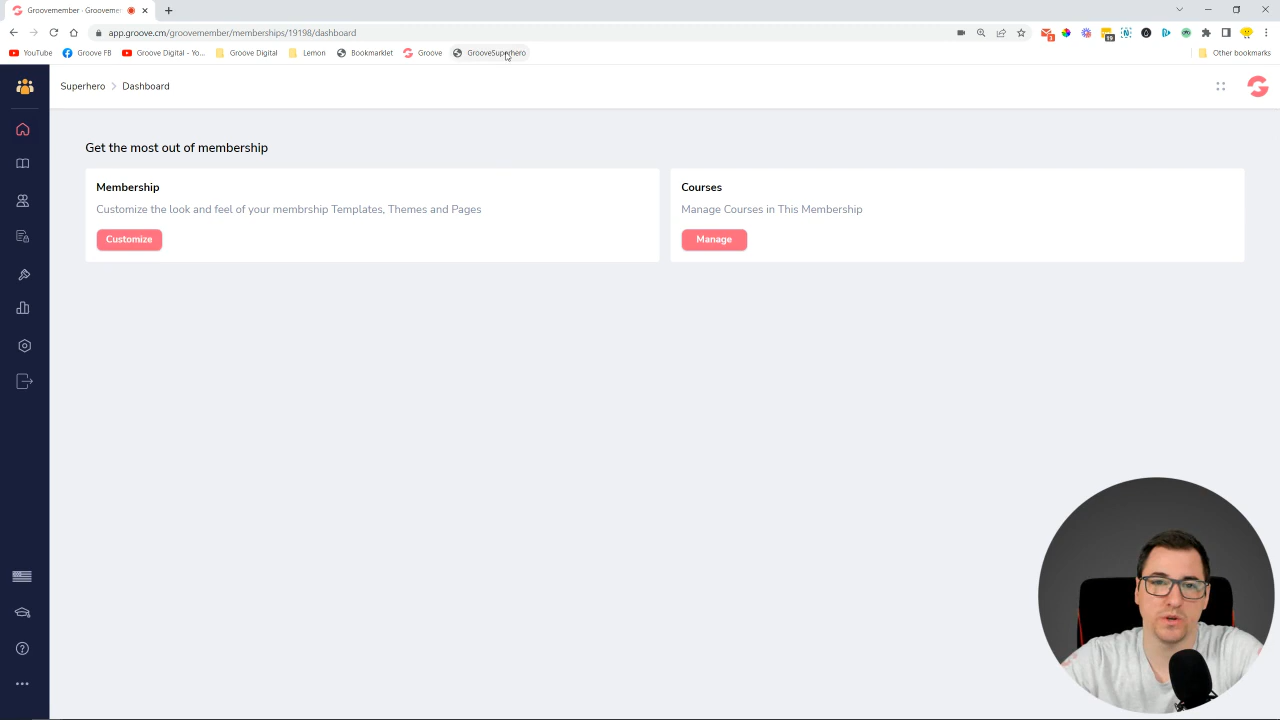 Groovemember - Groovemem
app.groove.cm/groovemember/memberships/19198/dashboard
YouTube
Groove FB
Groove Digital - Yo...
Groove Digital
Lemon
Bookmarklet
Groove
GrooveSuperhero
Other bookmarks
Superhero > Dashboard
Get the most out of membership
Membership
Customize the look and feel of your membrship Templates, Themes and Pages
Customize
Courses
Manage Courses in This Membership
Manage